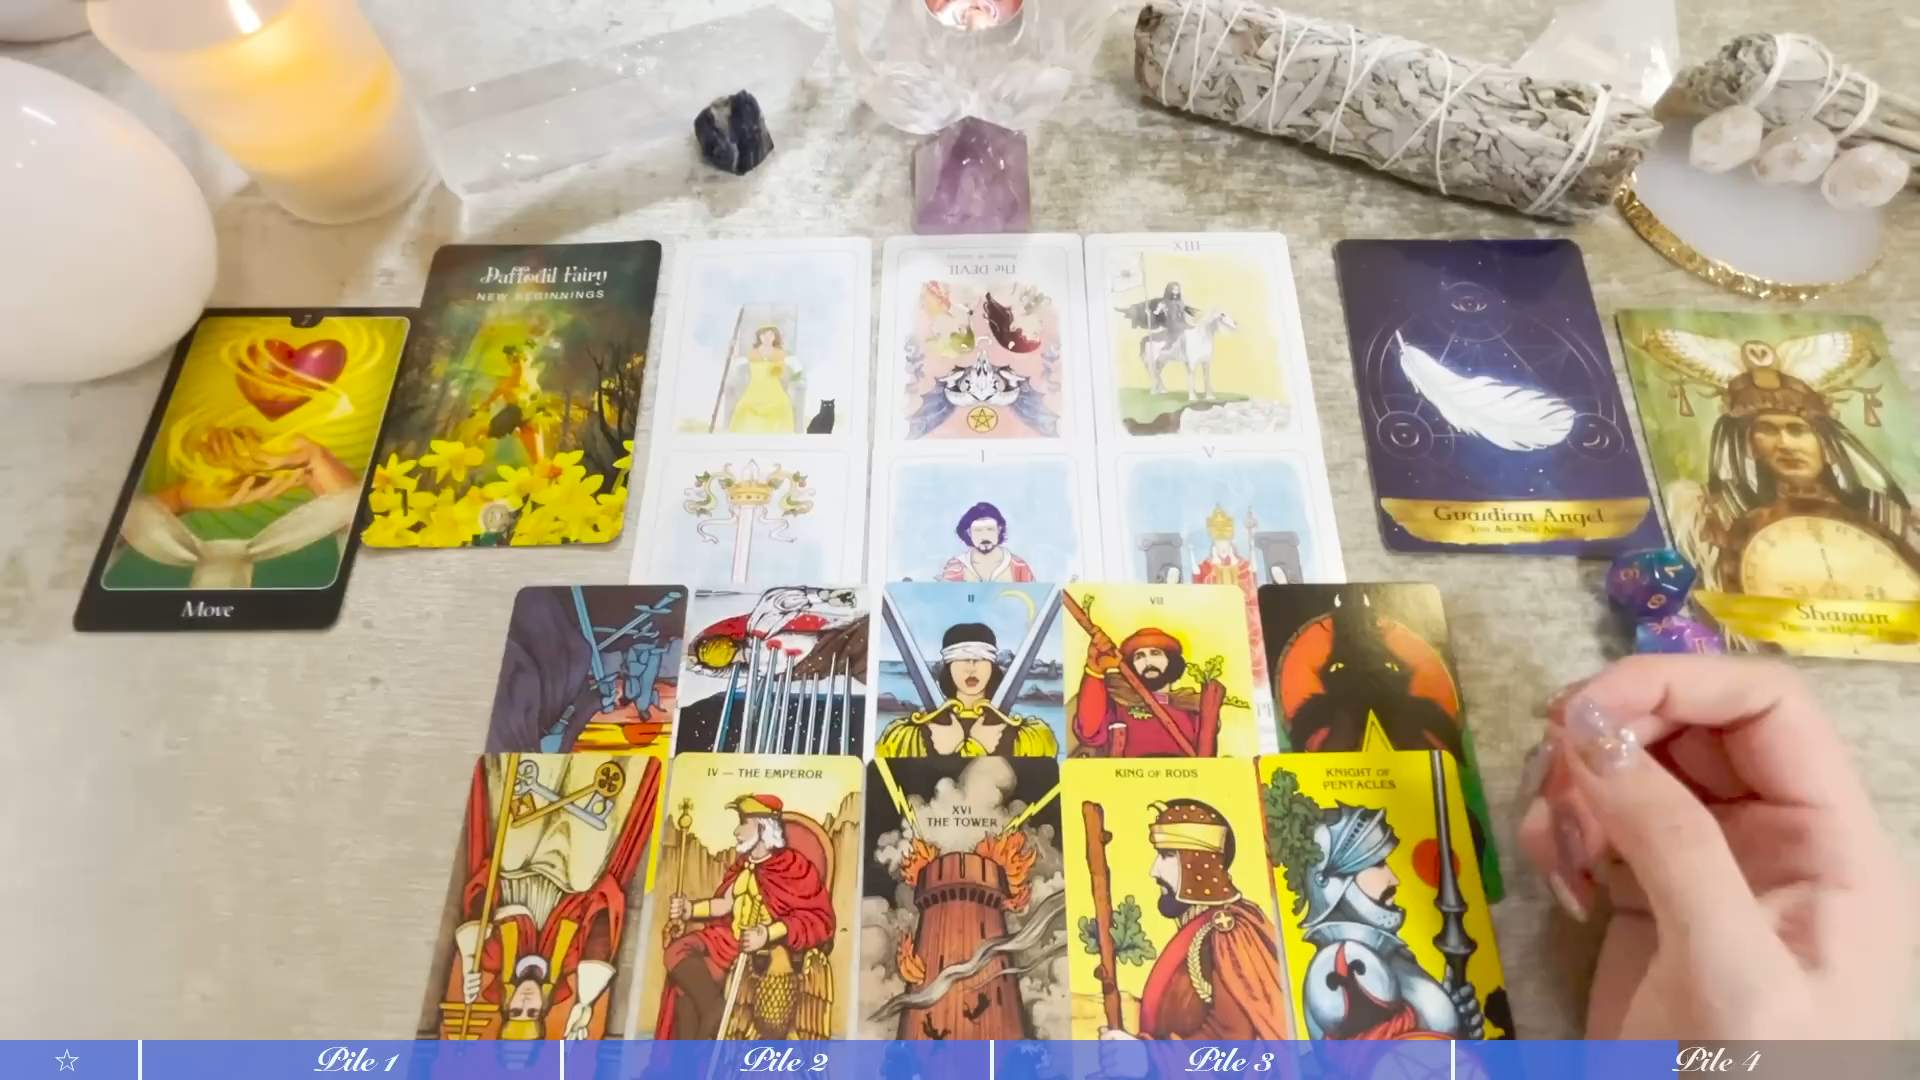 7
Move
Daffodil Fairy
NEW BEGINNINGS
The DEVIL
XIII
I
V
Guardian Angel
You Are Not Alone
Shaman
II
VII
IV — THE EMPEROR
XVI
THE TOWER
KING OF RODS
KNIGHT OF
PENTACLES
☆
Pile 1
Pile 2
Pile 3
Pile 4